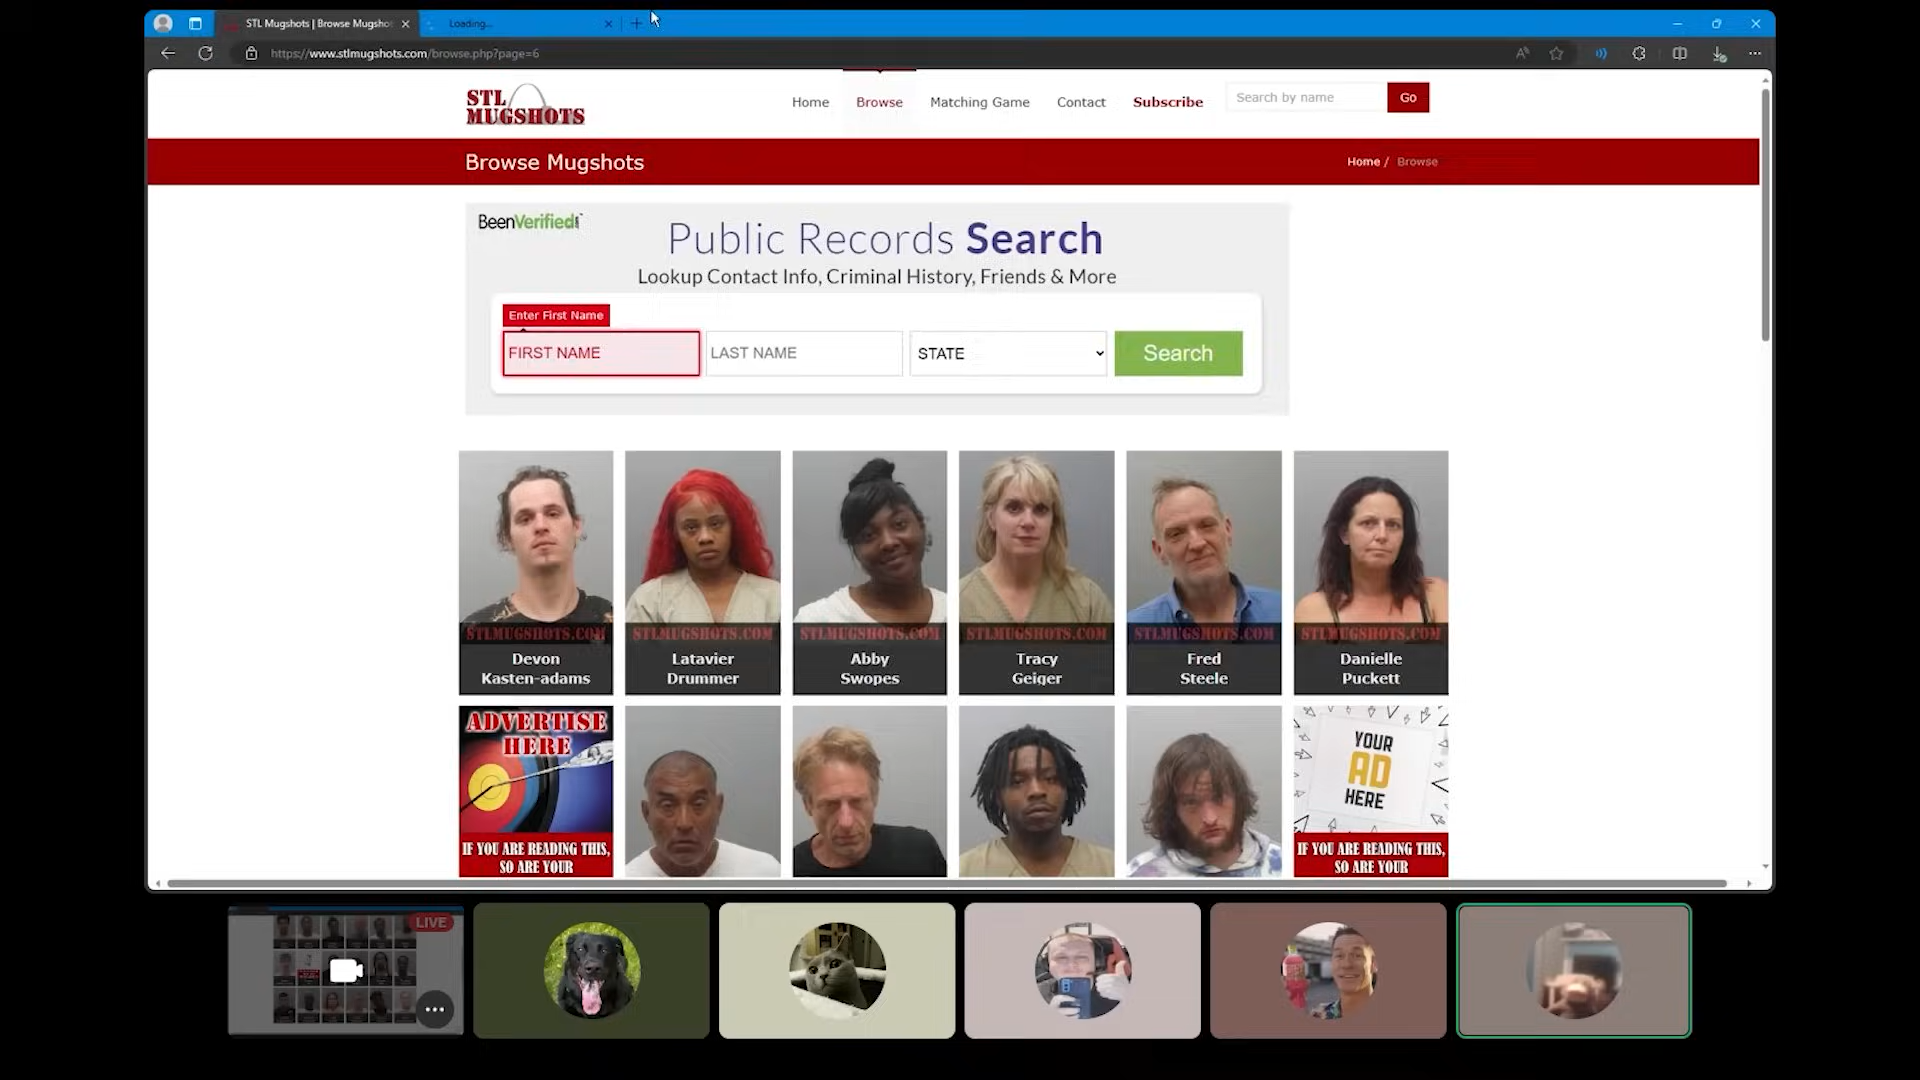 STL Mugshots | Browse Mugshot
Loading...
https://www.stlmugshots.com/browse.php?page=6
STL
MUGSHOTS
Home
Browse
Matching Game
Contact
Subscribe
Search by name
Go
Browse Mugshots
Home / Browse
BeenVerified
Public Records Search
Lookup Contact Info, Criminal History, Friends & More
Enter First Name
FIRST NAME
LAST NAME
STATE
Search
STLMUGSHOTS.COM
STLMUGSHOTS.COM
STLMUGSHOTS.COM
STLMUGSHOTS.COM
STLMUGSHOTS.COM
STLMUGSHOTS.COM
Devon
Kasten-adams
Latavier
Drummer
Abby
Swopes
Tracy
Geiger
Fred
Steele
Danielle
Puckett
ADVERTISE
HERE
IF YOU ARE READING THIS,
SO ARE YOUR
YOUR
AD
HERE
IF YOU ARE READING THIS,
SO ARE YOUR
LIVE